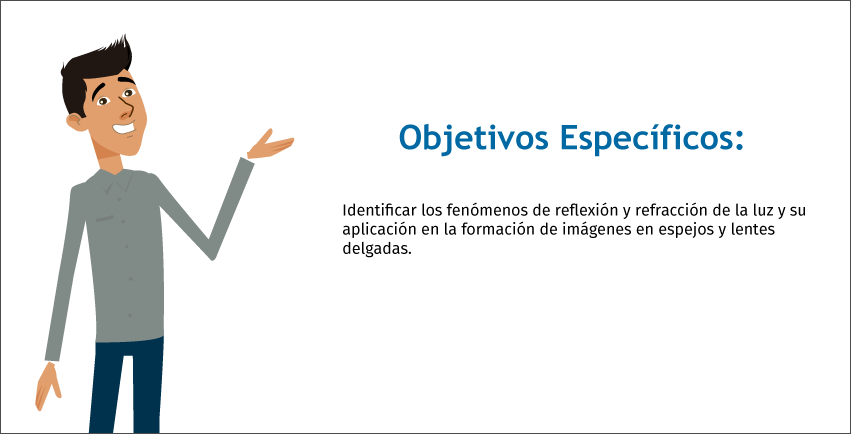 Objetivos Específicos:
Identificar los fenómenos de reflexión y refracción de la luz y su
aplicación en la formación de imágenes en espejos y lentes
delgadas.